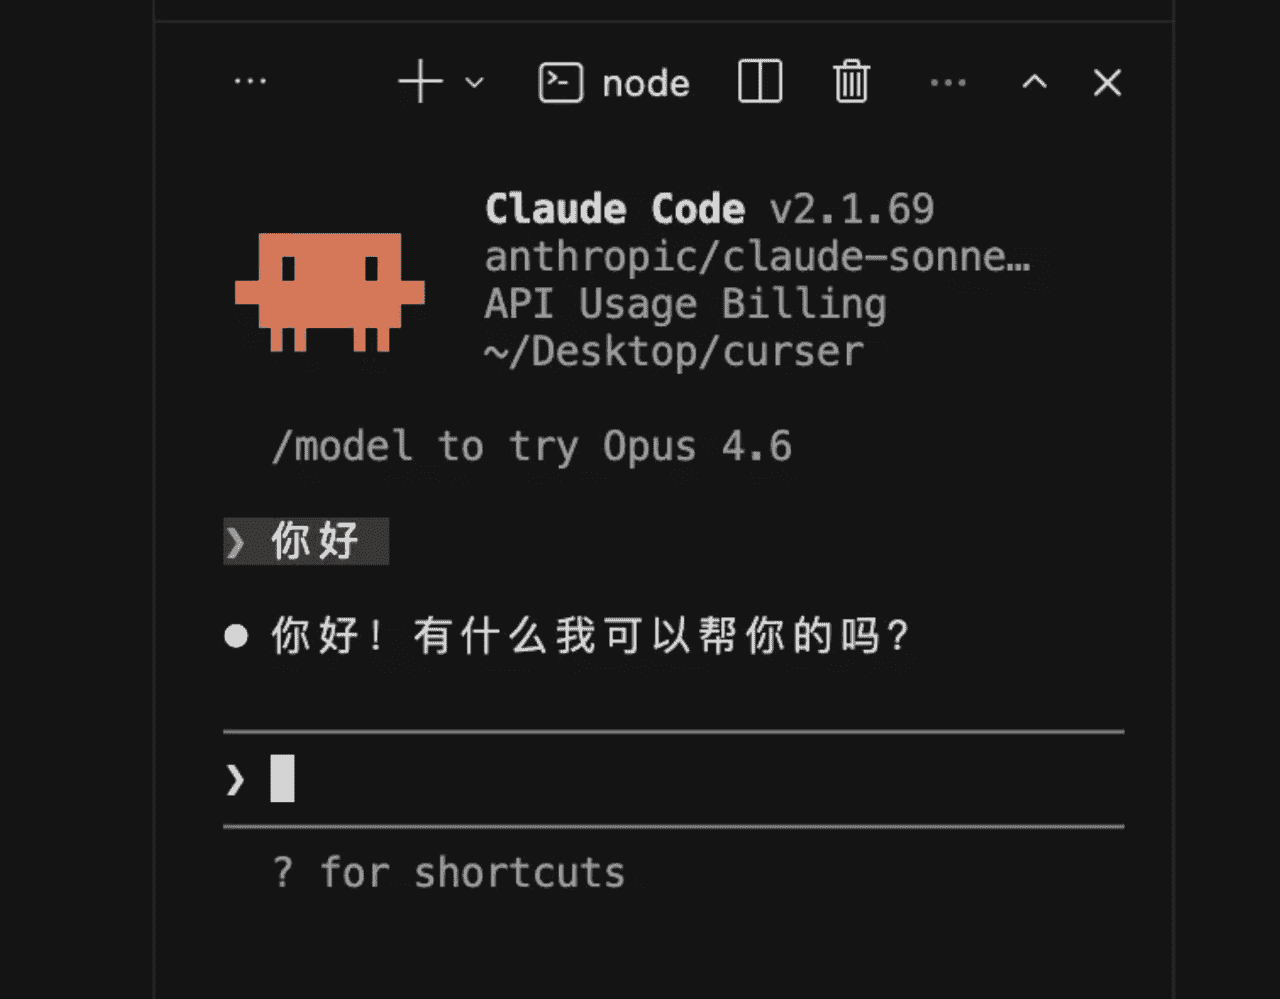 ... node ...
Claude Code v2.1.69
anthropic/claude-sonne…
API Usage Billing
~/Desktop/curser
/model to try Opus 4.6
❯ 你好
● 你好！有什么我可以帮你的吗？
❯
? for shortcuts